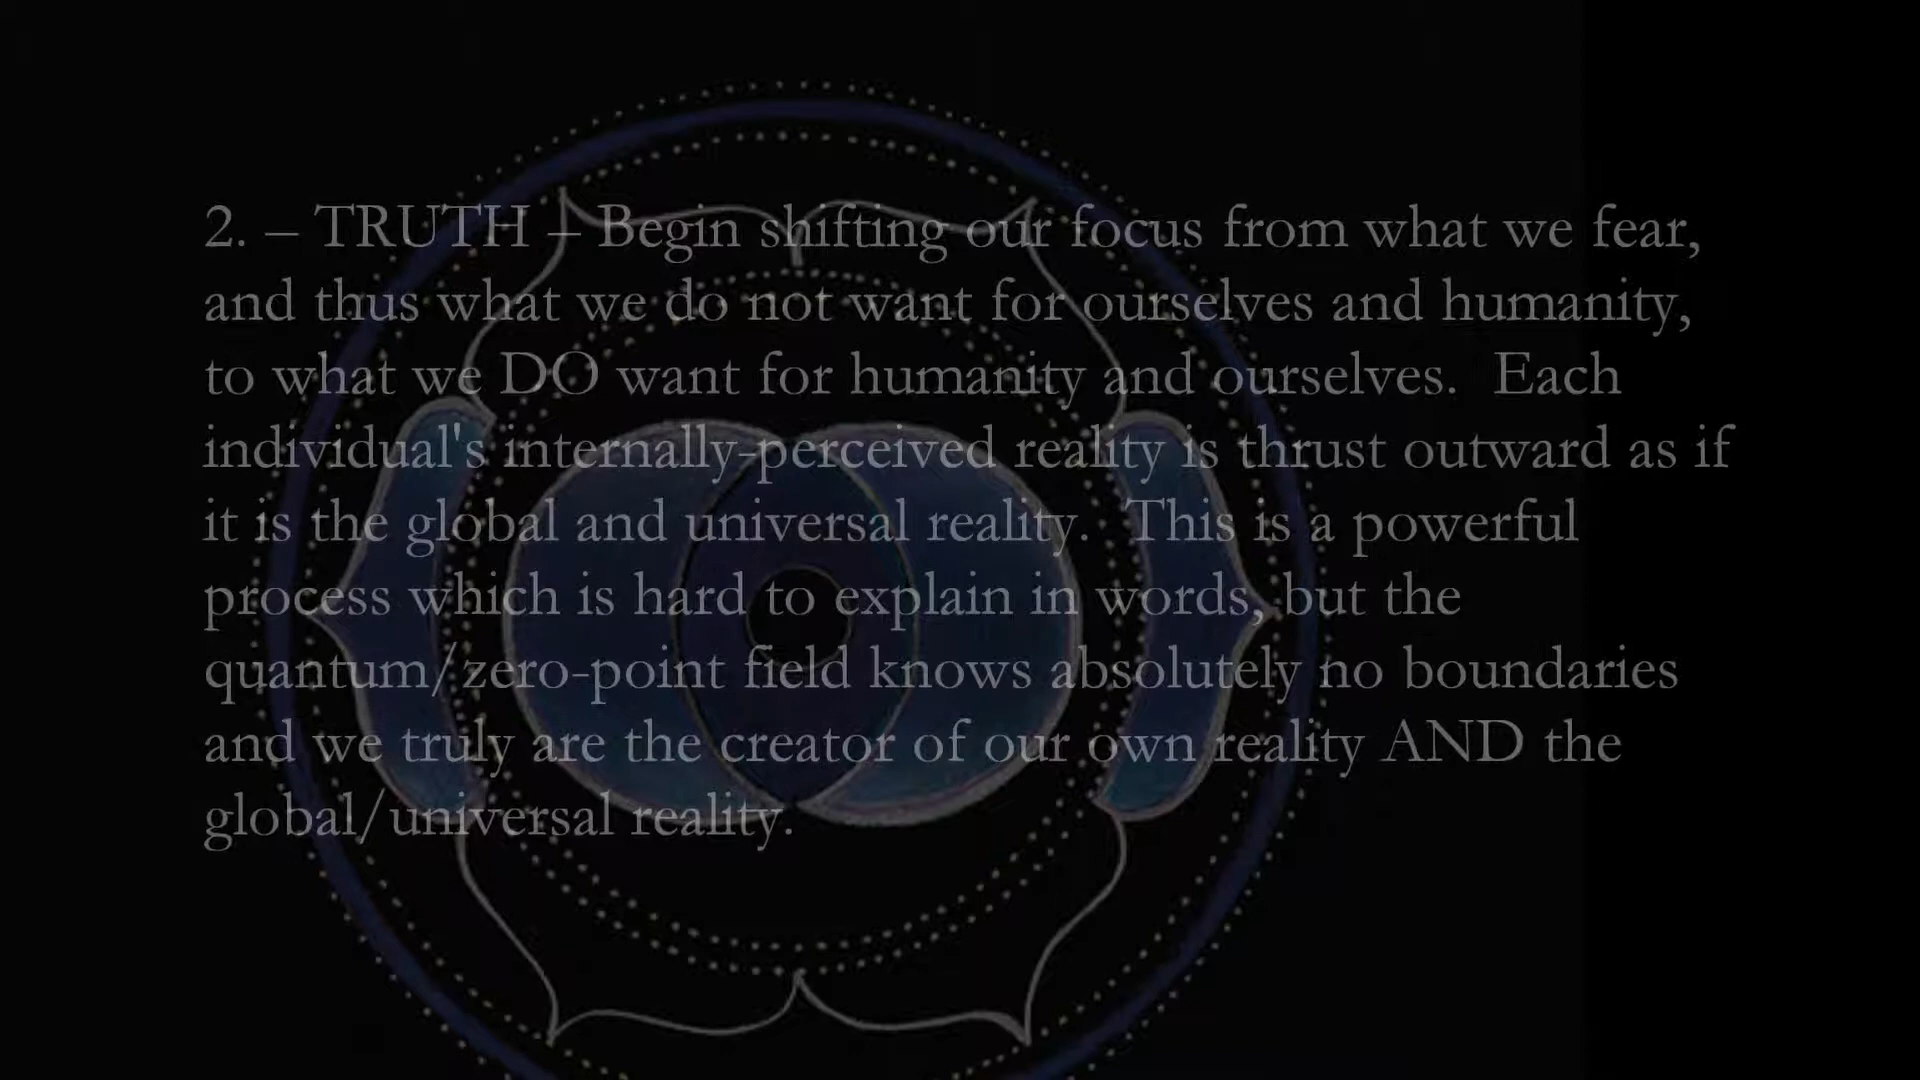 2. – TRUTH – Begin shifting our focus from what we fear,
and thus what we do not want for ourselves and humanity,
to what we DO want for humanity and ourselves.  Each
individual's internally-perceived reality is thrust outward as if
it is the global and universal reality.  This is a powerful
process which is hard to explain in words, but the
quantum/zero-point field knows absolutely no boundaries
and we truly are the creator of our own reality AND the
global/universal reality.